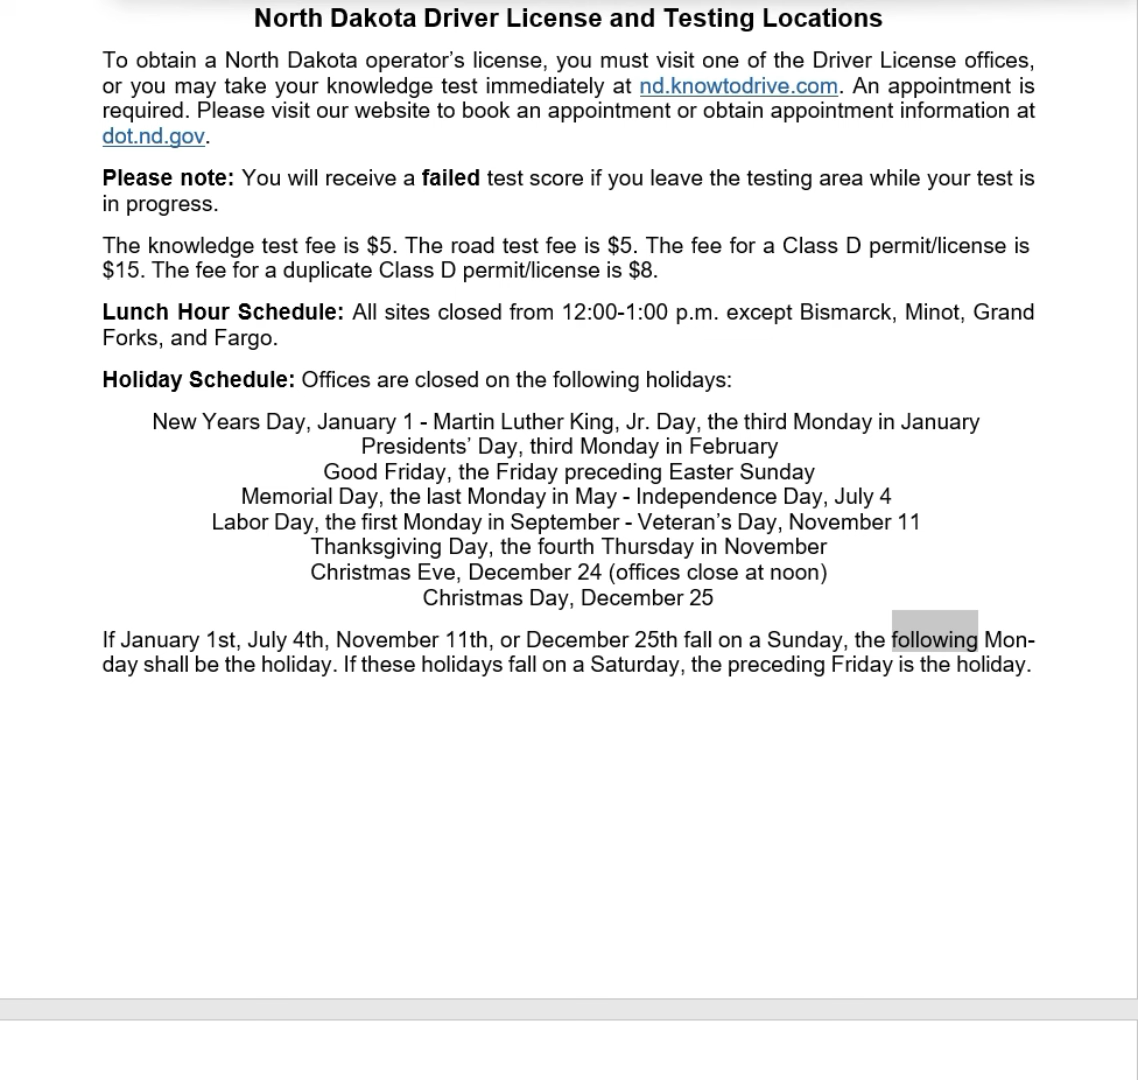 North Dakota Driver License and Testing Locations
To obtain a North Dakota operator’s license, you must visit one of the Driver License offices,
or you may take your knowledge test immediately at nd.knowtodrive.com. An appointment is
required. Please visit our website to book an appointment or obtain appointment information at
dot.nd.gov.
Please note: You will receive a failed test score if you leave the testing area while your test is
in progress.
The knowledge test fee is $5. The road test fee is $5. The fee for a Class D permit/license is
$15. The fee for a duplicate Class D permit/license is $8.
Lunch Hour Schedule: All sites closed from 12:00-1:00 p.m. except Bismarck, Minot, Grand
Forks, and Fargo.
Holiday Schedule: Offices are closed on the following holidays:
New Years Day, January 1 - Martin Luther King, Jr. Day, the third Monday in January
Presidents’ Day, third Monday in February
Good Friday, the Friday preceding Easter Sunday
Memorial Day, the last Monday in May - Independence Day, July 4
Labor Day, the first Monday in September - Veteran’s Day, November 11
Thanksgiving Day, the fourth Thursday in November
Christmas Eve, December 24 (offices close at noon)
Christmas Day, December 25
If January 1st, July 4th, November 11th, or December 25th fall on a Sunday, the following Mon-
day shall be the holiday. If these holidays fall on a Saturday, the preceding Friday is the holiday.